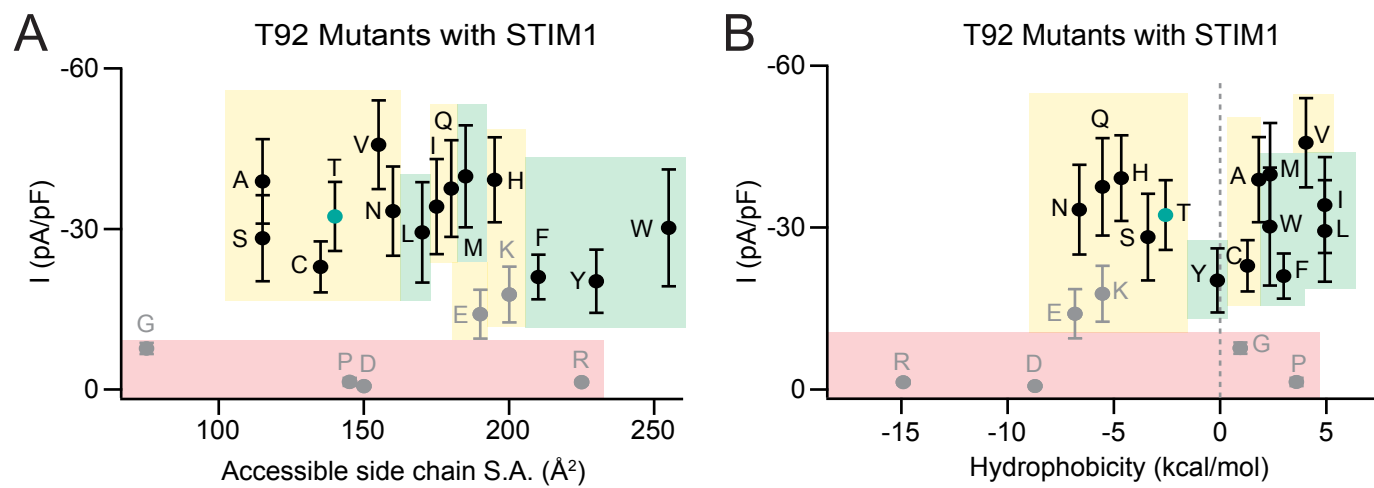 A
T92 Mutants with STIM1
-60
-30
0
I (pA/pF)
A
S
T
C
V
N
L
I
Q
M
H
K
E
F
Y
W
G
P
D
R
100
150
200
250
Accessible side chain S.A. (Å²)
B
T92 Mutants with STIM1
-60
-30
0
I (pA/pF)
Q
N
H
S
T
E
K
Y
A
C
M
W
F
V
I
L
R
D
G
P
-15
-10
-5
0
5
Hydrophobicity (kcal/mol)